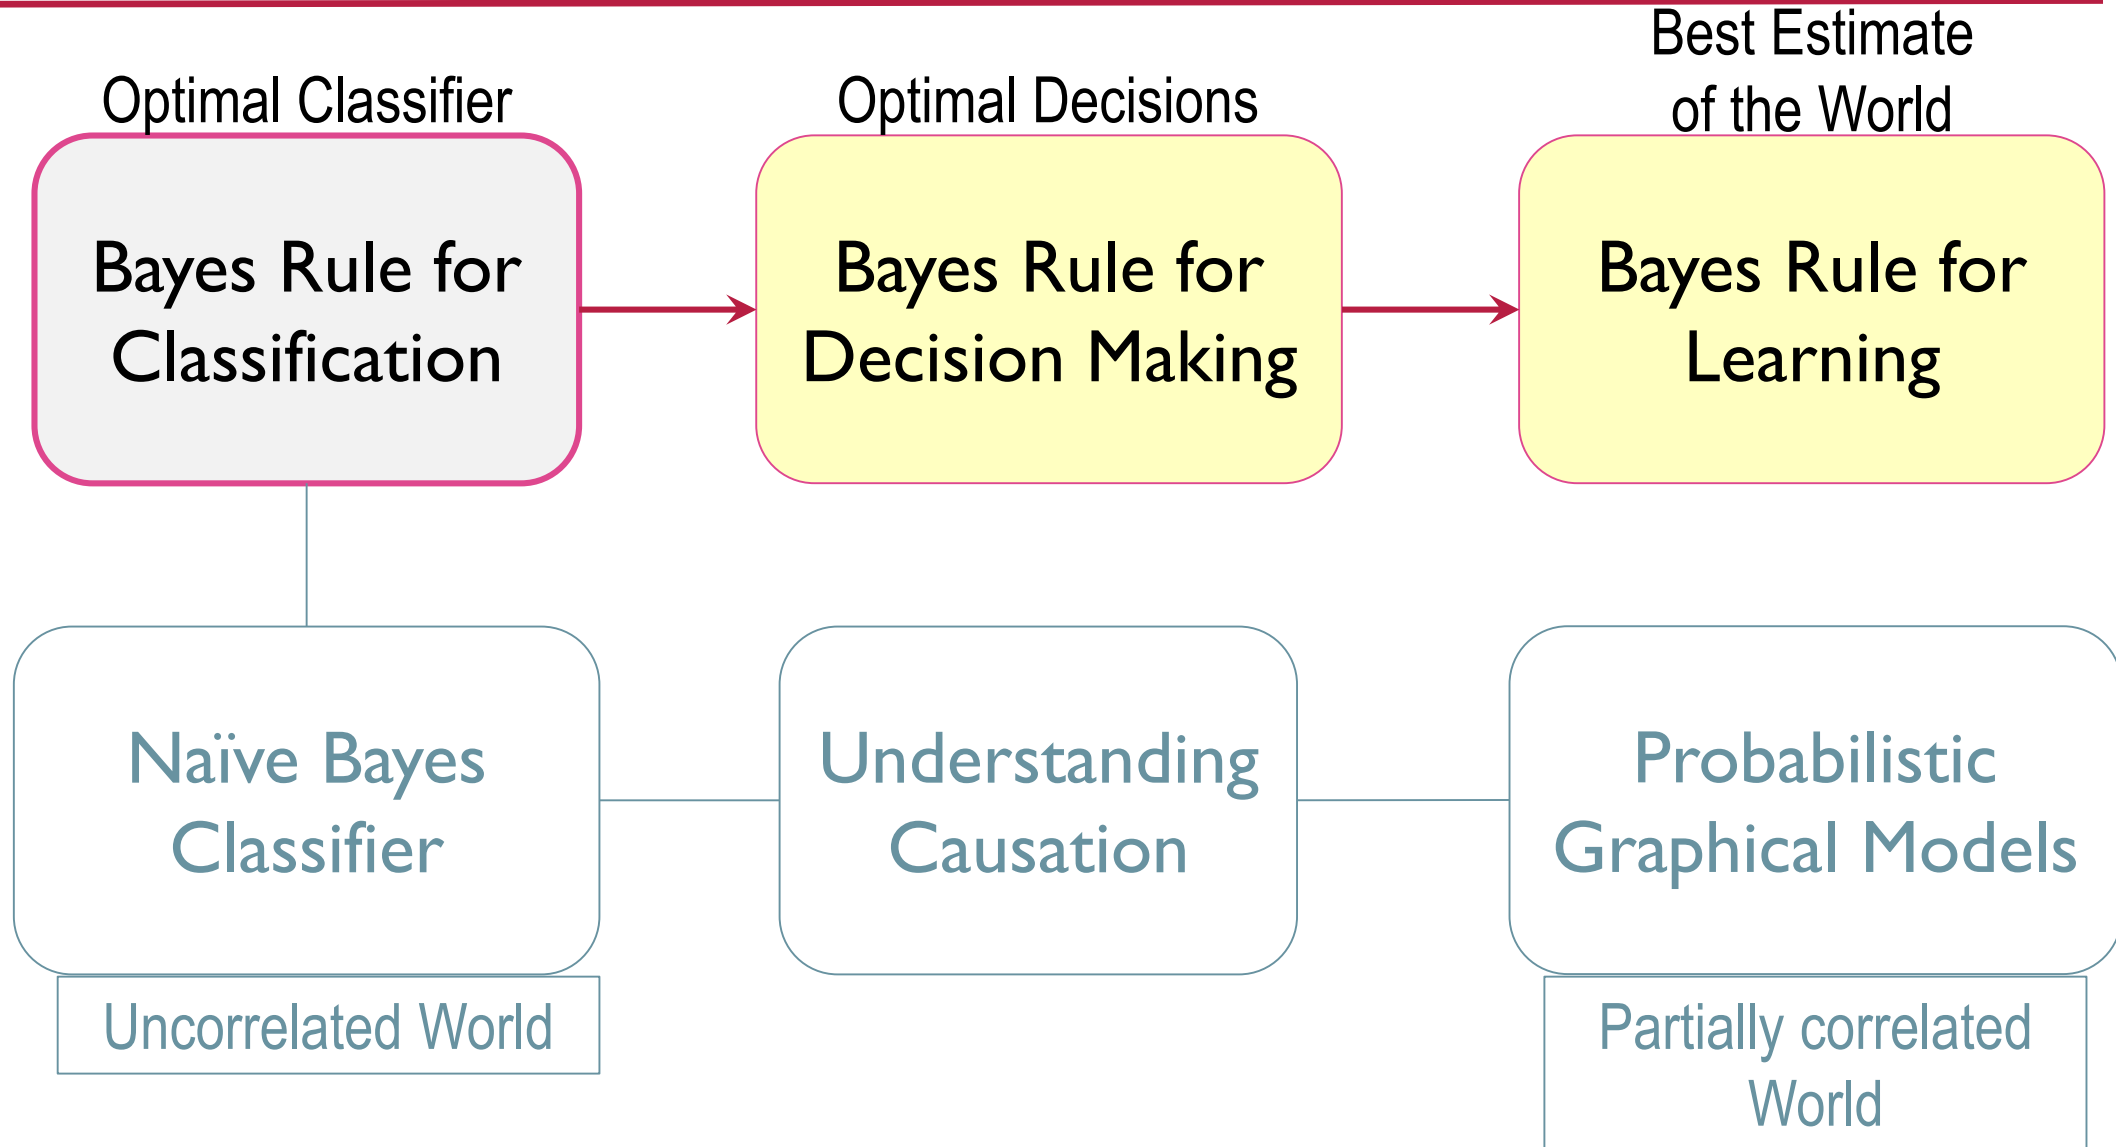 Optimal Classifier
Optimal Decisions
Best Estimate
of the World
Bayes Rule for
Classification
Bayes Rule for
Decision Making
Bayes Rule for
Learning
Naïve Bayes
Classifier
Understanding
Causation
Probabilistic
Graphical Models
Uncorrelated World
Partially correlated
World